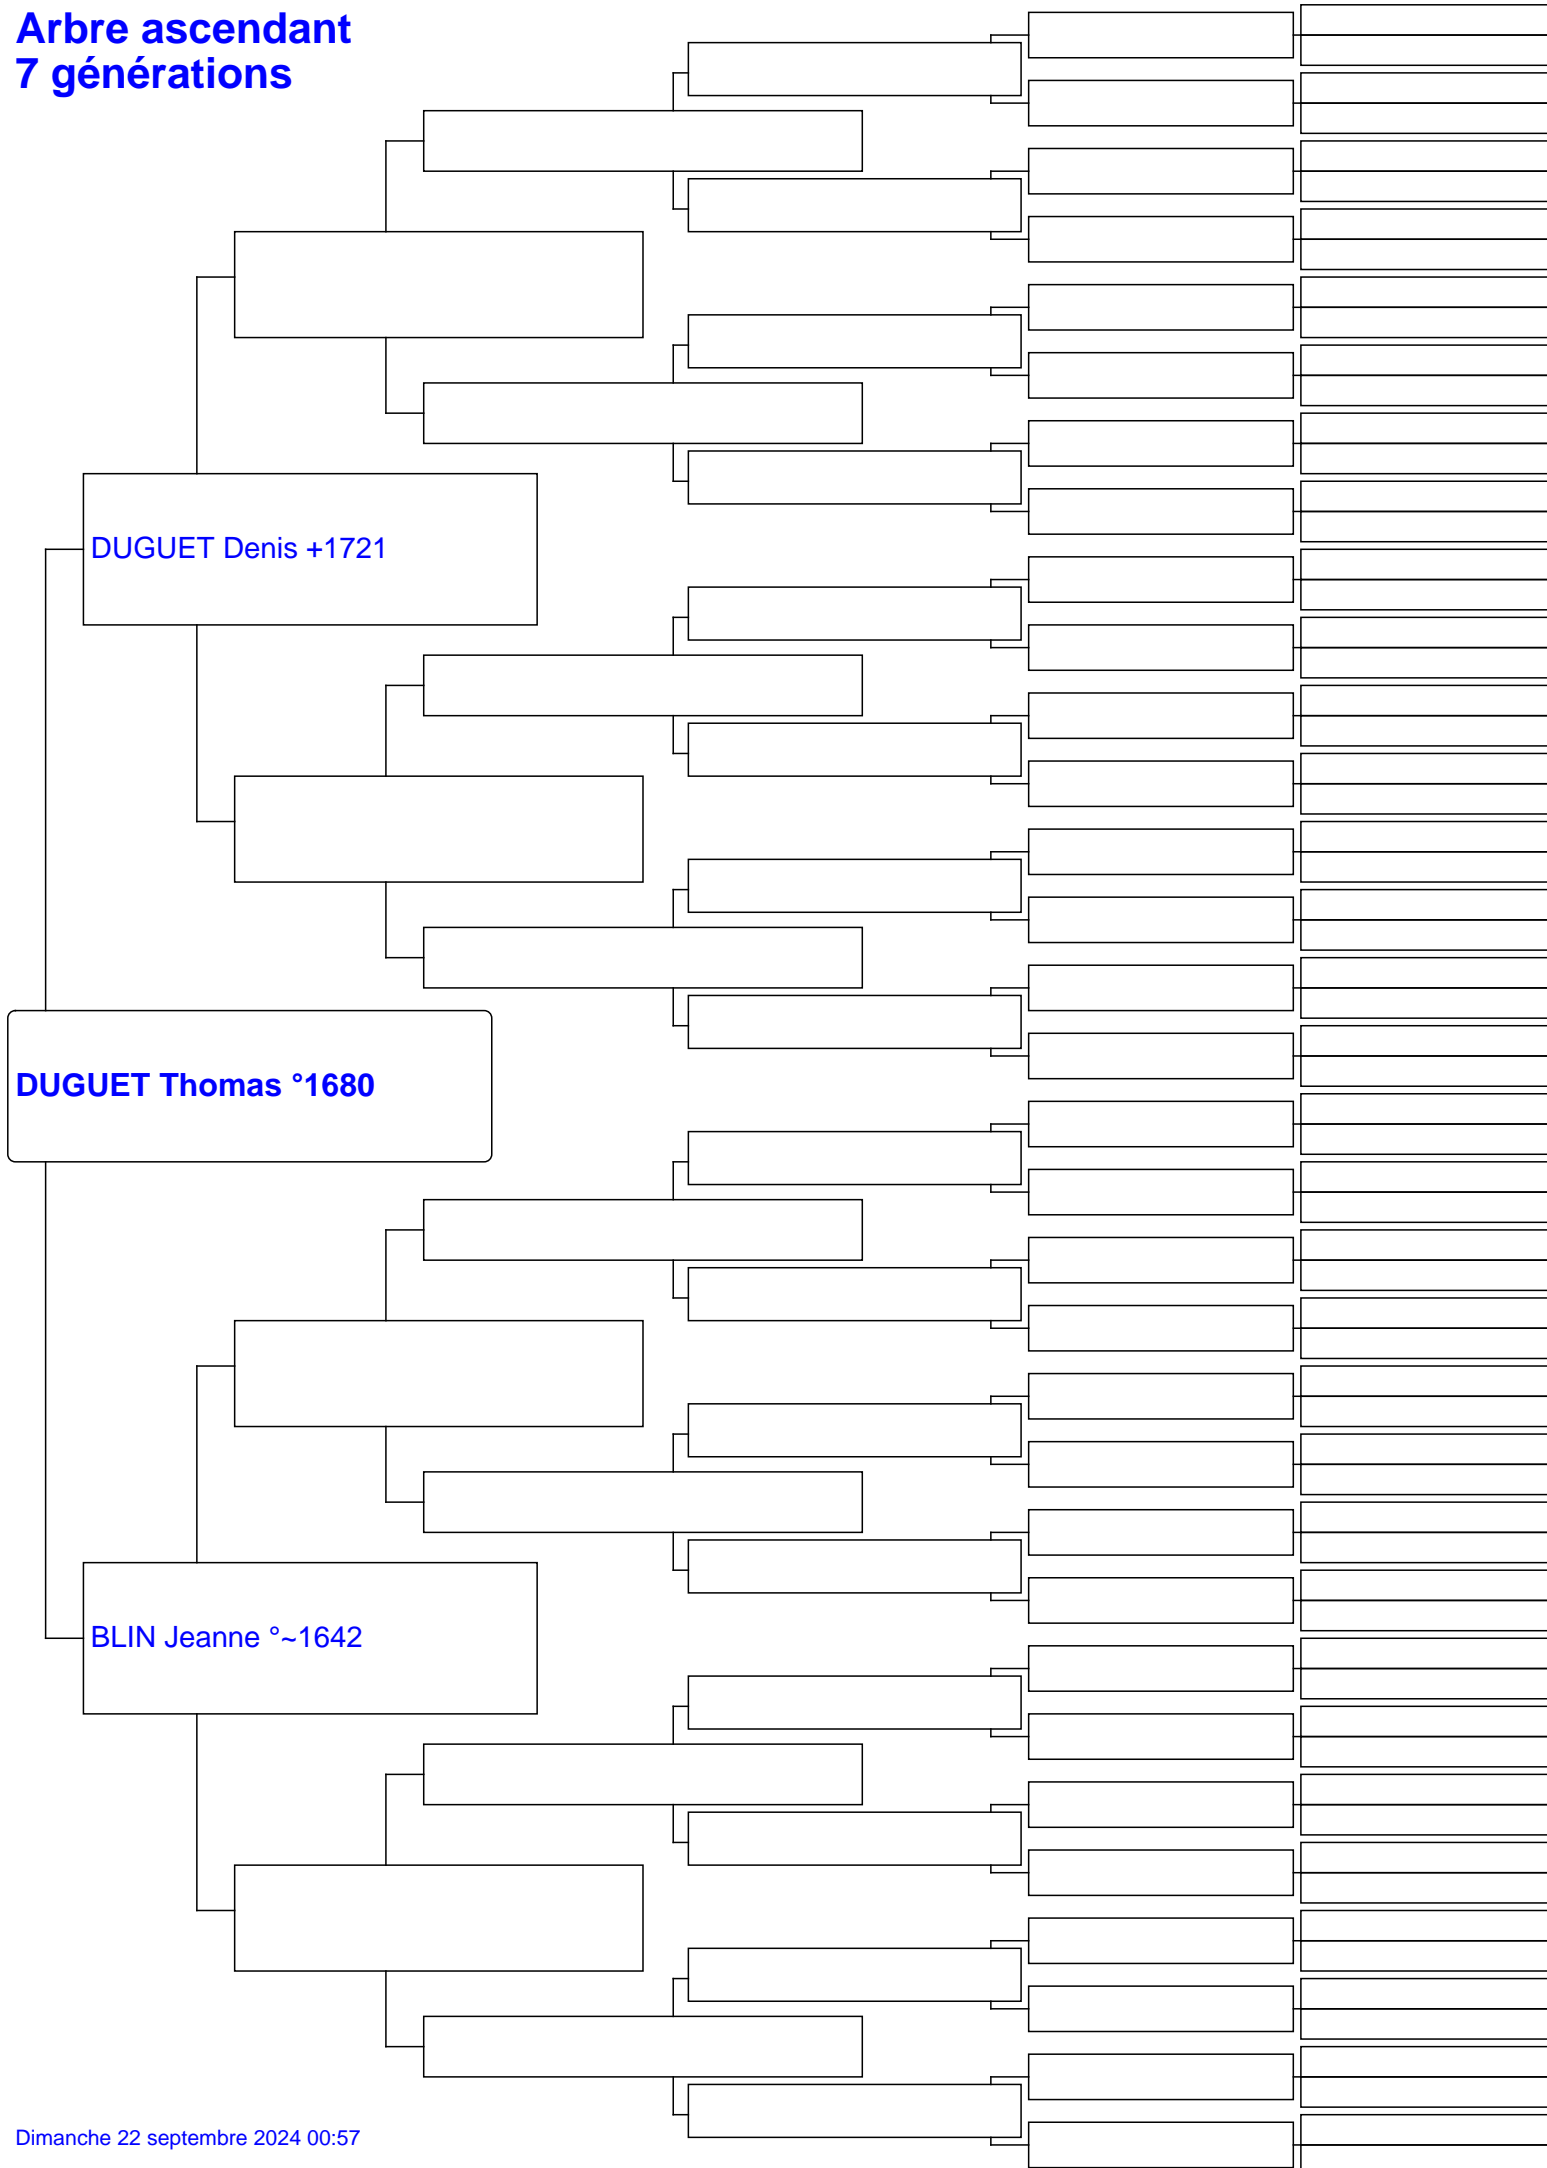 Arbre ascendant
7 générations
DUGUET Denis +1721
DUGUET Thomas °1680
BLIN Jeanne °~1642
Dimanche 22 septembre 2024 00:57